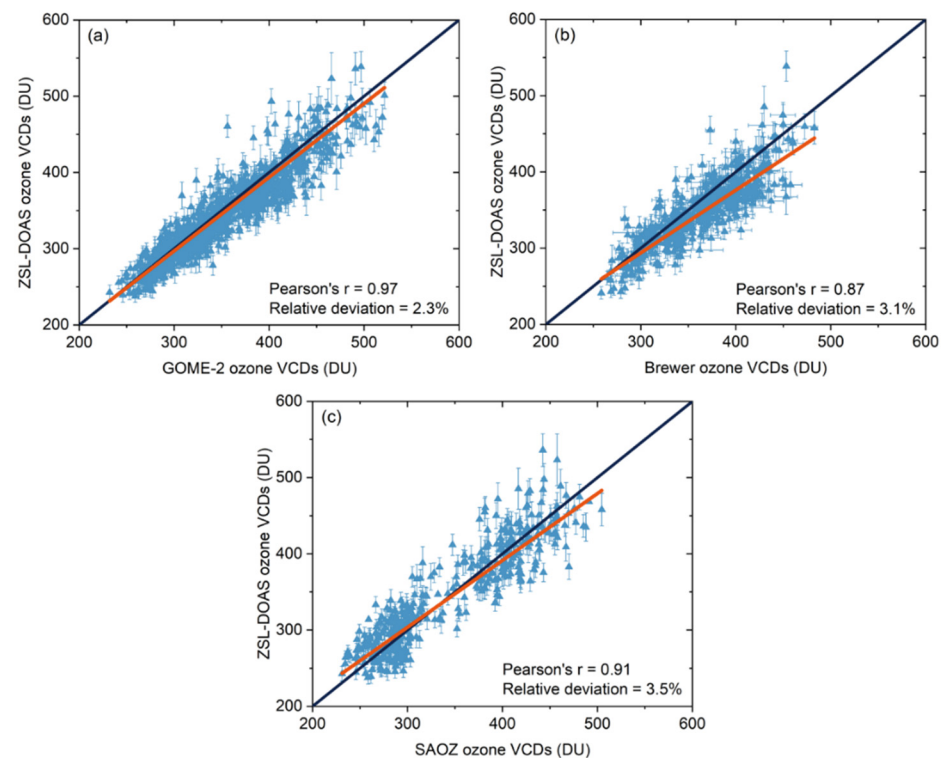 (a)
600
500
400
300
200
ZSL-DOAS ozone VCDs (DU)
Pearson's r = 0.97
Relative deviation = 2.3%
200 300 400 500 600
GOME-2 ozone VCDs (DU)
(b)
600
500
400
300
200
ZSL-DOAS ozone VCDs (DU)
Pearson's r = 0.87
Relative deviation = 3.1%
200 300 400 500 600
Brewer ozone VCDs (DU)
(c)
600
500
400
300
200
ZSL-DOAS ozone VCDs (DU)
Pearson's r = 0.91
Relative deviation = 3.5%
200 300 400 500 600
SAOZ ozone VCDs (DU)